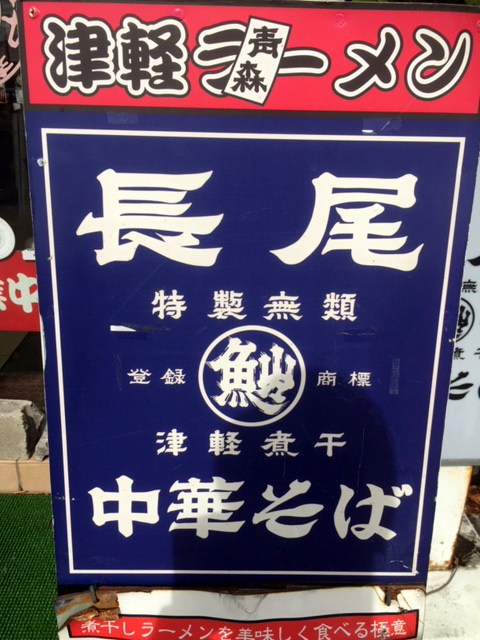 津軽ラーメン
青森
長尾
特製無類
登録 鰮 商標
津軽煮干
中華そば
煮干しラーメンを美味しく食べる極意